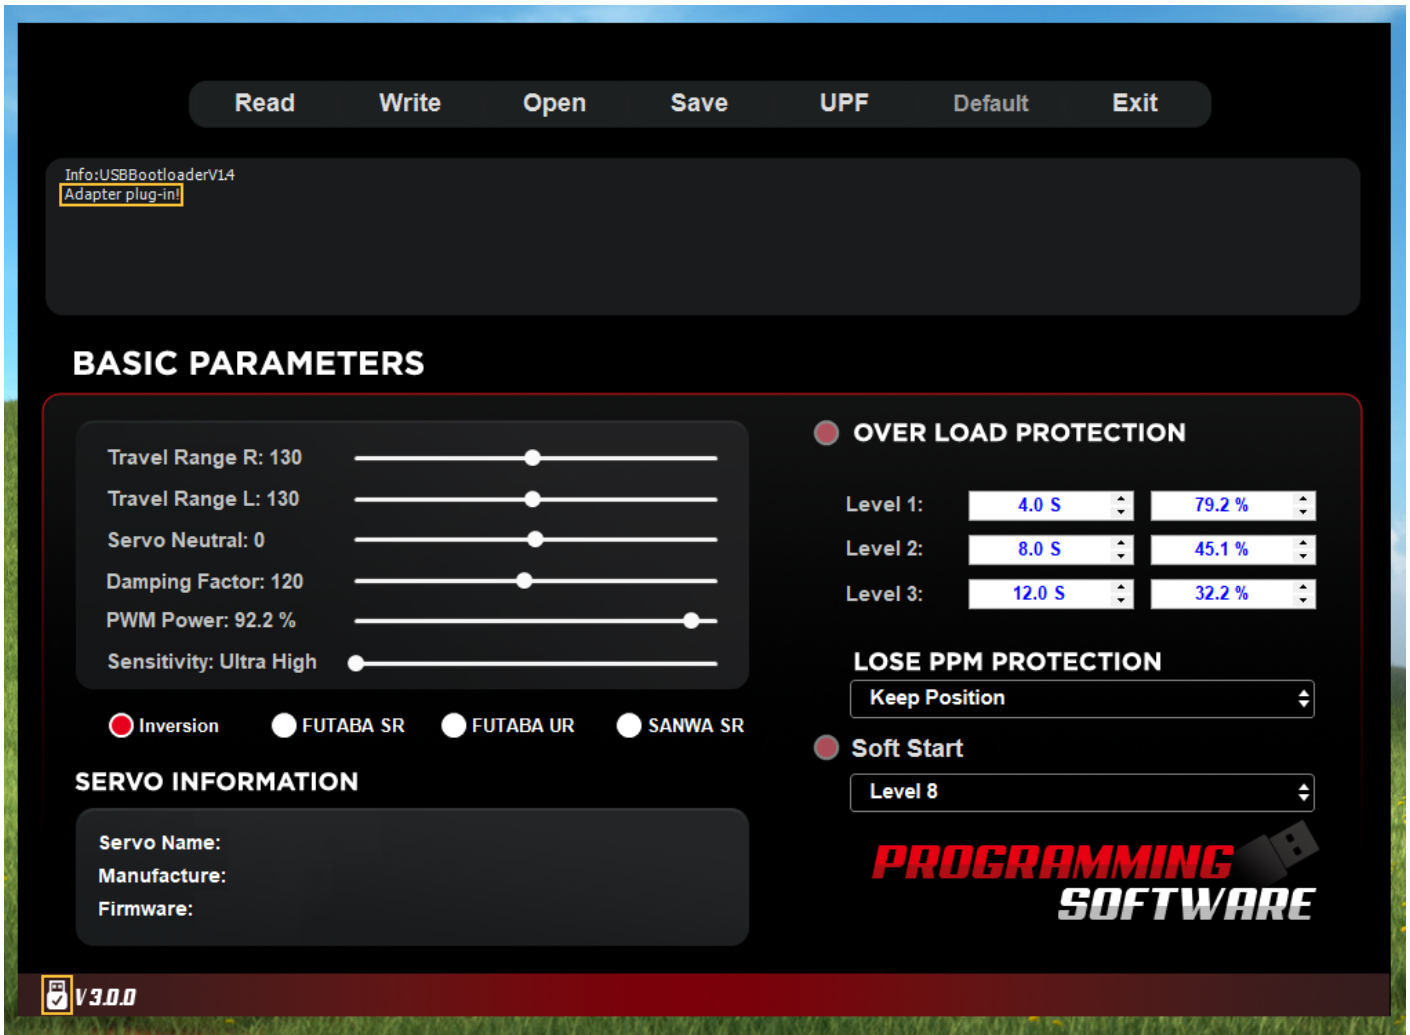 Read Write Open Save UPF Default Exit
Info:USBBootloaderV1.4
Adapter plug-in!
BASIC PARAMETERS
Travel Range R: 130
Travel Range L: 130
Servo Neutral: 0
Damping Factor: 120
PWM Power: 92.2 %
Sensitivity: Ultra High
Inversion FUTABA SR FUTABA UR SANWA SR
SERVO INFORMATION
Servo Name:
Manufacture:
Firmware:
OVER LOAD PROTECTION
Level 1: 4.0 S 79.2 %
Level 2: 8.0 S 45.1 %
Level 3: 12.0 S 32.2 %
LOSE PPM PROTECTION
Keep Position
Soft Start
Level 8
PROGRAMMING
SOFTWARE
V 3.0.0